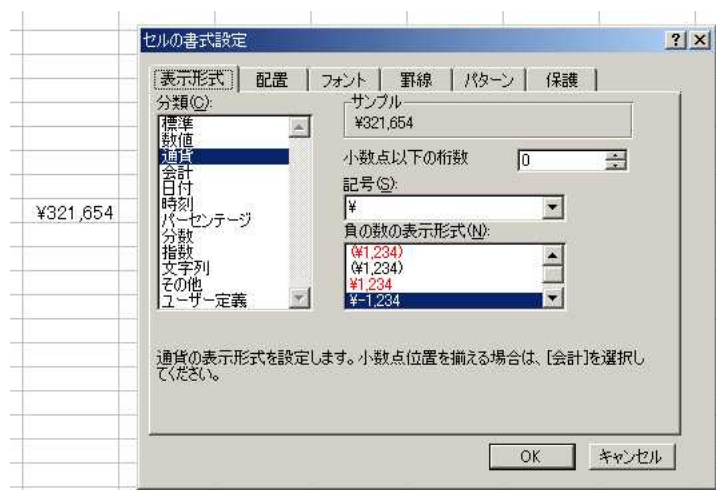 セルの書式設定
表示形式 配置 フォント 罫線 パターン 保護
分類(C):
標準
数値
通貨
会計
日付
時刻
パーセンテージ
分数
指数
文字列
その他
ユーザー定義
サンプル
¥321,654
小数点以下の桁数 0
記号(S):
¥
負の数の表示形式(N):
(¥1,234)
(¥1,234)
¥1,234
¥-1,234
¥321,654
通貨の表示形式を設定します。小数点位置を揃える場合は、[会計]を選択し
てください。
OK キャンセル